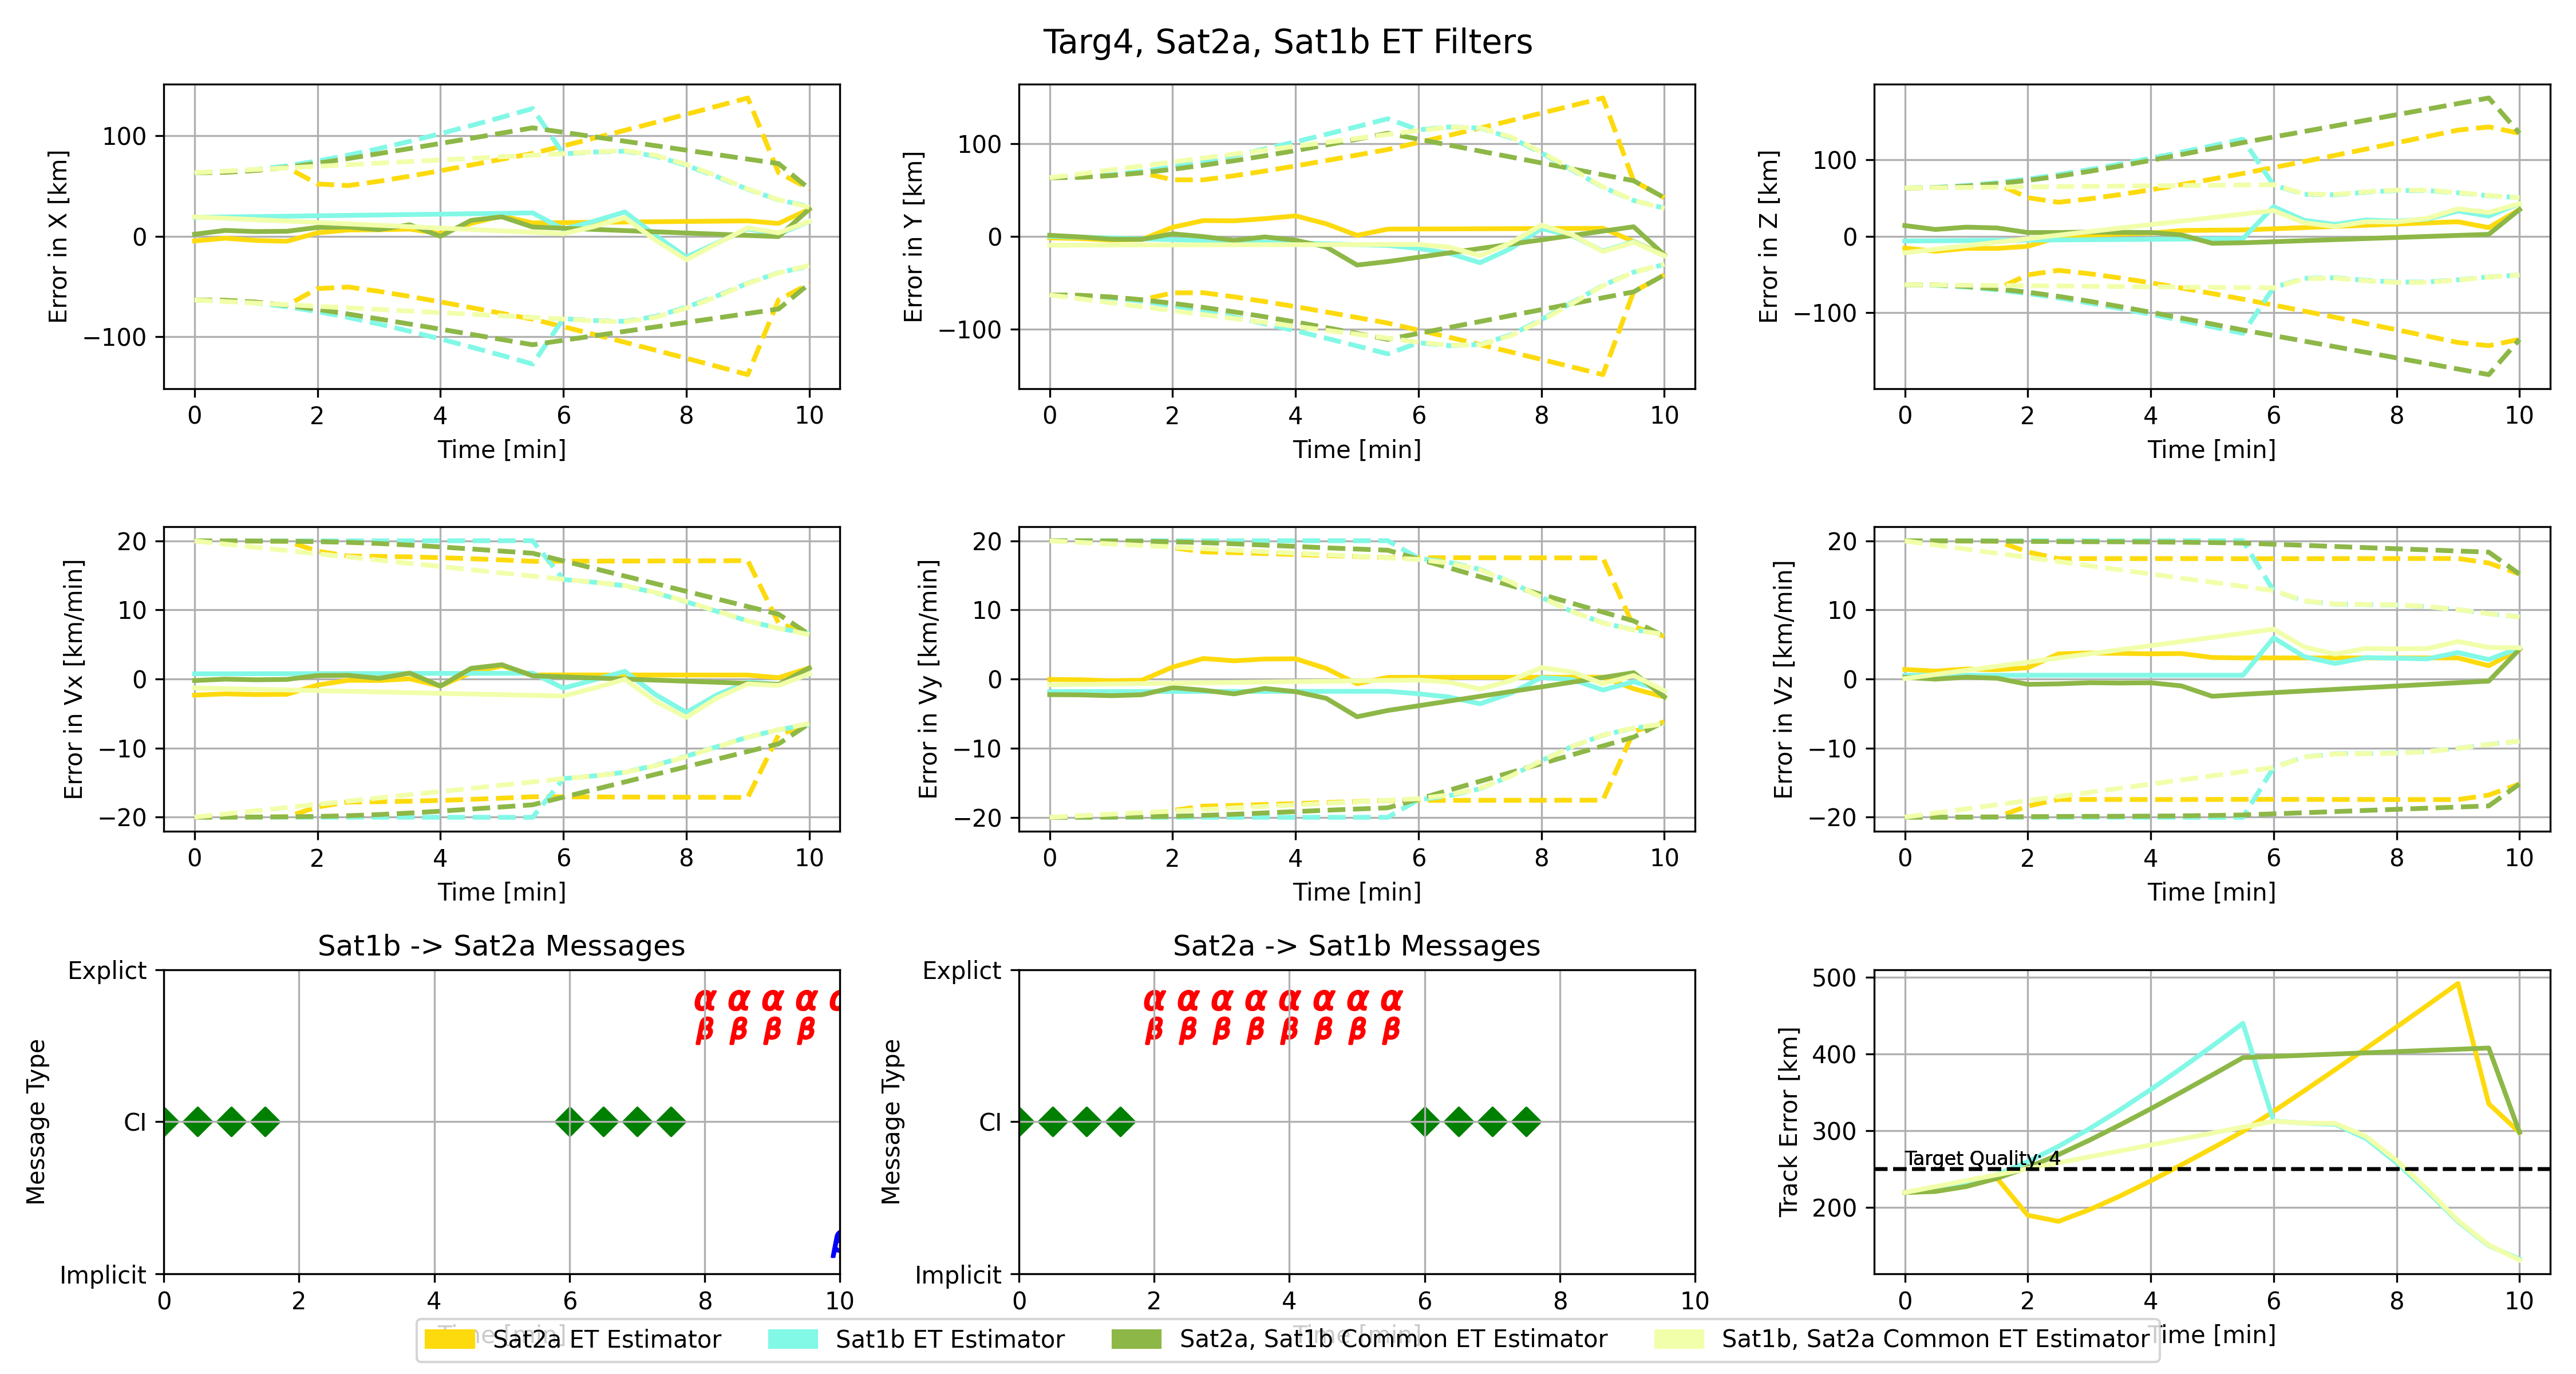 Targ4, Sat2a, Sat1b ET Filters
100
0
−100
Error in X [km]
0 2 4 6 8 10
Time [min]
100
0
−100
Error in Y [km]
0 2 4 6 8 10
Time [min]
100
0
−100
Error in Z [km]
0 2 4 6 8 10
Time [min]
20
10
0
−10
−20
Error in Vx [km/min]
0 2 4 6 8 10
Time [min]
20
10
0
−10
−20
Error in Vy [km/min]
0 2 4 6 8 10
Time [min]
20
10
0
−10
−20
Error in Vz [km/min]
0 2 4 6 8 10
Time [min]
Sat1b -> Sat2a Messages
Explict
CI
Implicit
Message Type
α α α α α
β β β β
β
0 2 4 6 8 10
Time [min]
Sat2a -> Sat1b Messages
Explict
CI
Implicit
Message Type
α α α α α α α α
β β β β β β β β
0 2 4 6 8 10
Time [min]
500
400
300
200
Track Error [km]
Target Quality: 4
0 2 4 6 8 10
Time [min]
Sat2a ET Estimator
Sat1b ET Estimator
Sat2a, Sat1b Common ET Estimator
Sat1b, Sat2a Common ET Estimator